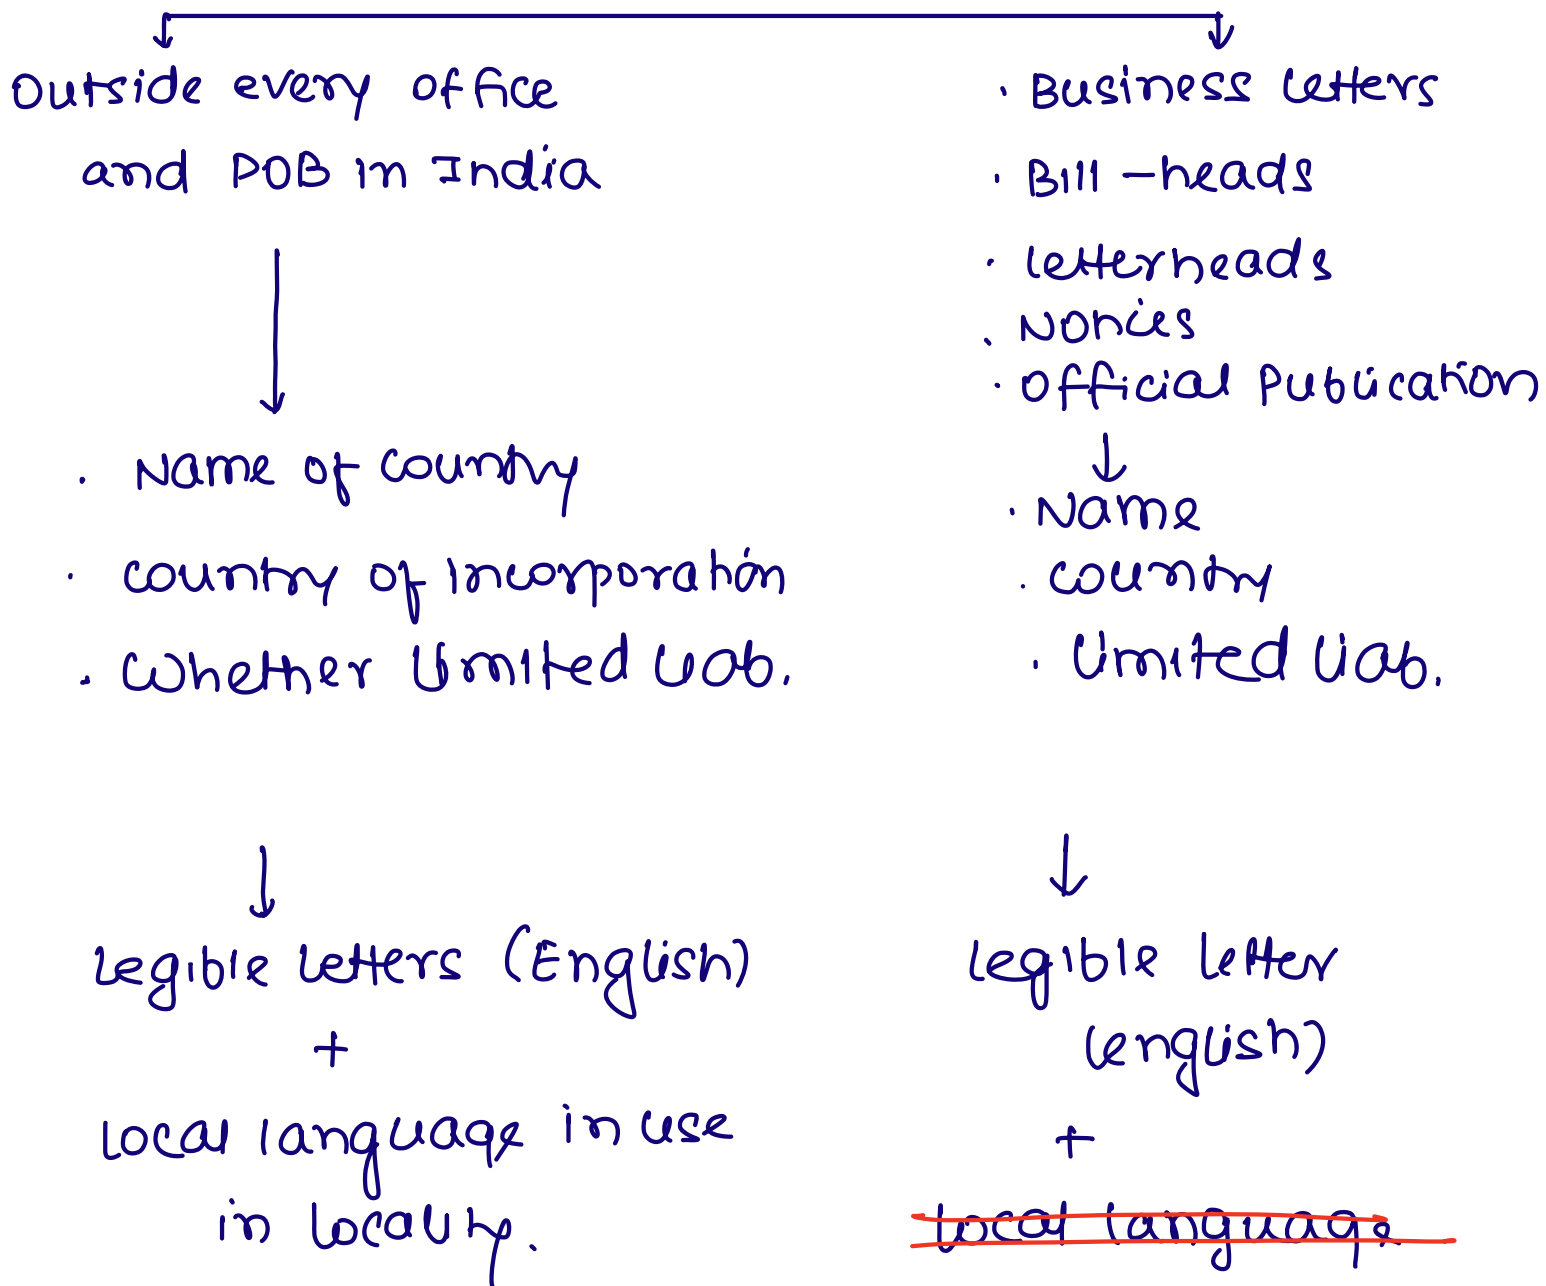 Outside every office
and POB in India
· Name of country
· country of incorporation
· Whether limited liab.
Legible letters (English)
+
local language in use
in locality.
· Business letters
· Bill-heads
· letterheads
· Notices
· Official Publication
· Name
· country
· limited liab.
legible letter
(english)
+
local language